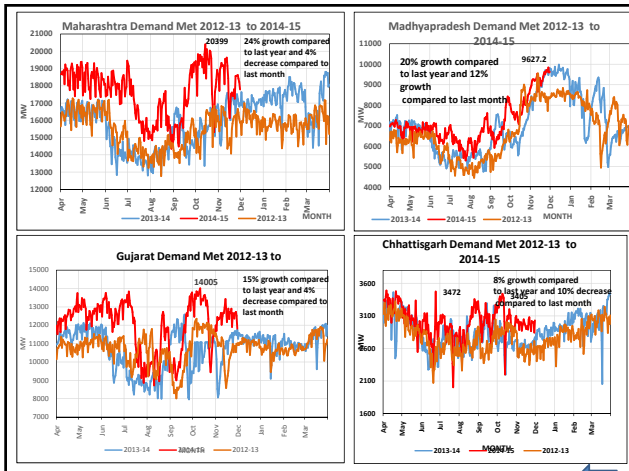 Maharashtra Demand Met 2012-13 to 2014-15
21000
20000
19000
18000
17000
16000
15000
14000
13000
12000
MW
20399
24% growth compared
to last year and 4%
decrease compared to
last month
Apr May Jun Jul Aug Sep Oct Nov Dec Jan Feb Mar
MONTH
2013-14 2014-15 2012-13
Madhyapradesh Demand Met 2012-13 to
2014-15
10000
9000
8000
7000
6000
5000
4000
MW
9627.2
20% growth compared
to last year and 12%
growth
compared to last month
Apr May Jun Jul Aug Sep Oct Nov Dec Jan Feb Mar
MONTH
2013-14 2014-15 2012-13
Gujarat Demand Met 2012-13 to
14000
13000
12000
11000
10000
9000
8000
7000
MW
14005
15% growth compared
to last year and 4%
decrease compared to
last month
Apr May Jun Jul Aug Sep Oct Nov Dec Jan Feb Mar
MONTH
2013-14 2014-15 2012-13
Chhattisgarh Demand Met 2012-13 to
2014-15
3600
3100
2600
2100
1600
MW
3472
3405
8% growth compared
to last year and 10% decrease
compared to last month
Apr May Jun Jul Aug Sep Oct Nov Dec Jan Feb Mar
MONTH
2013-14 2014-15 2012-13